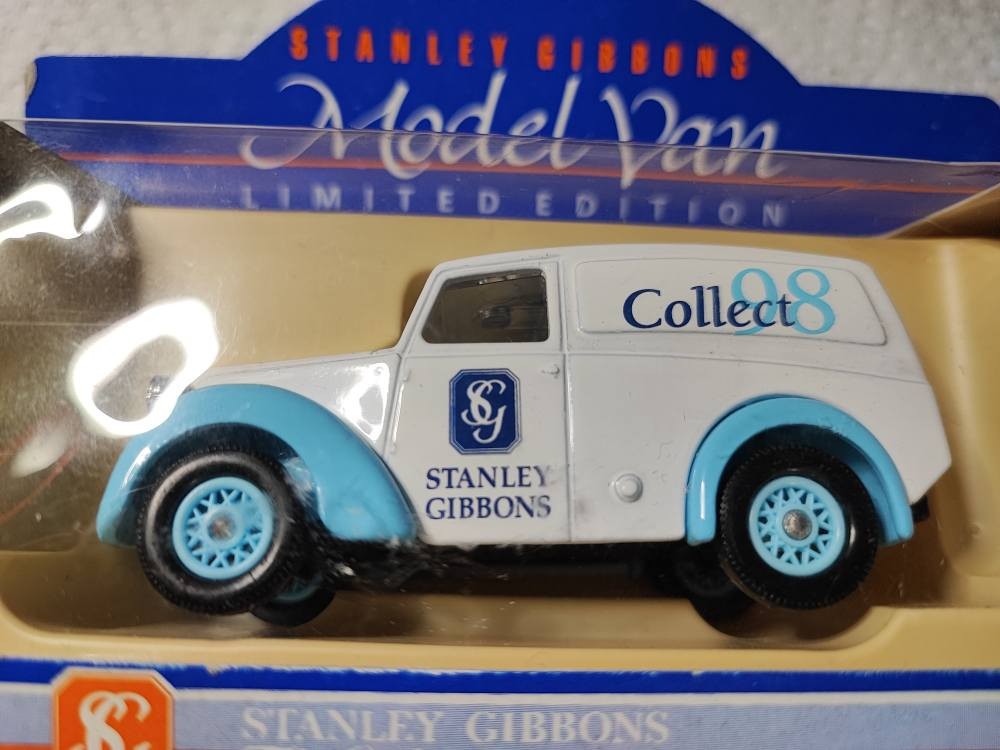 STANLEY GIBBONS
Model Van
LIMITED EDITION
Collect 98
SG
STANLEY
GIBBONS
SG
STANLEY GIBBONS